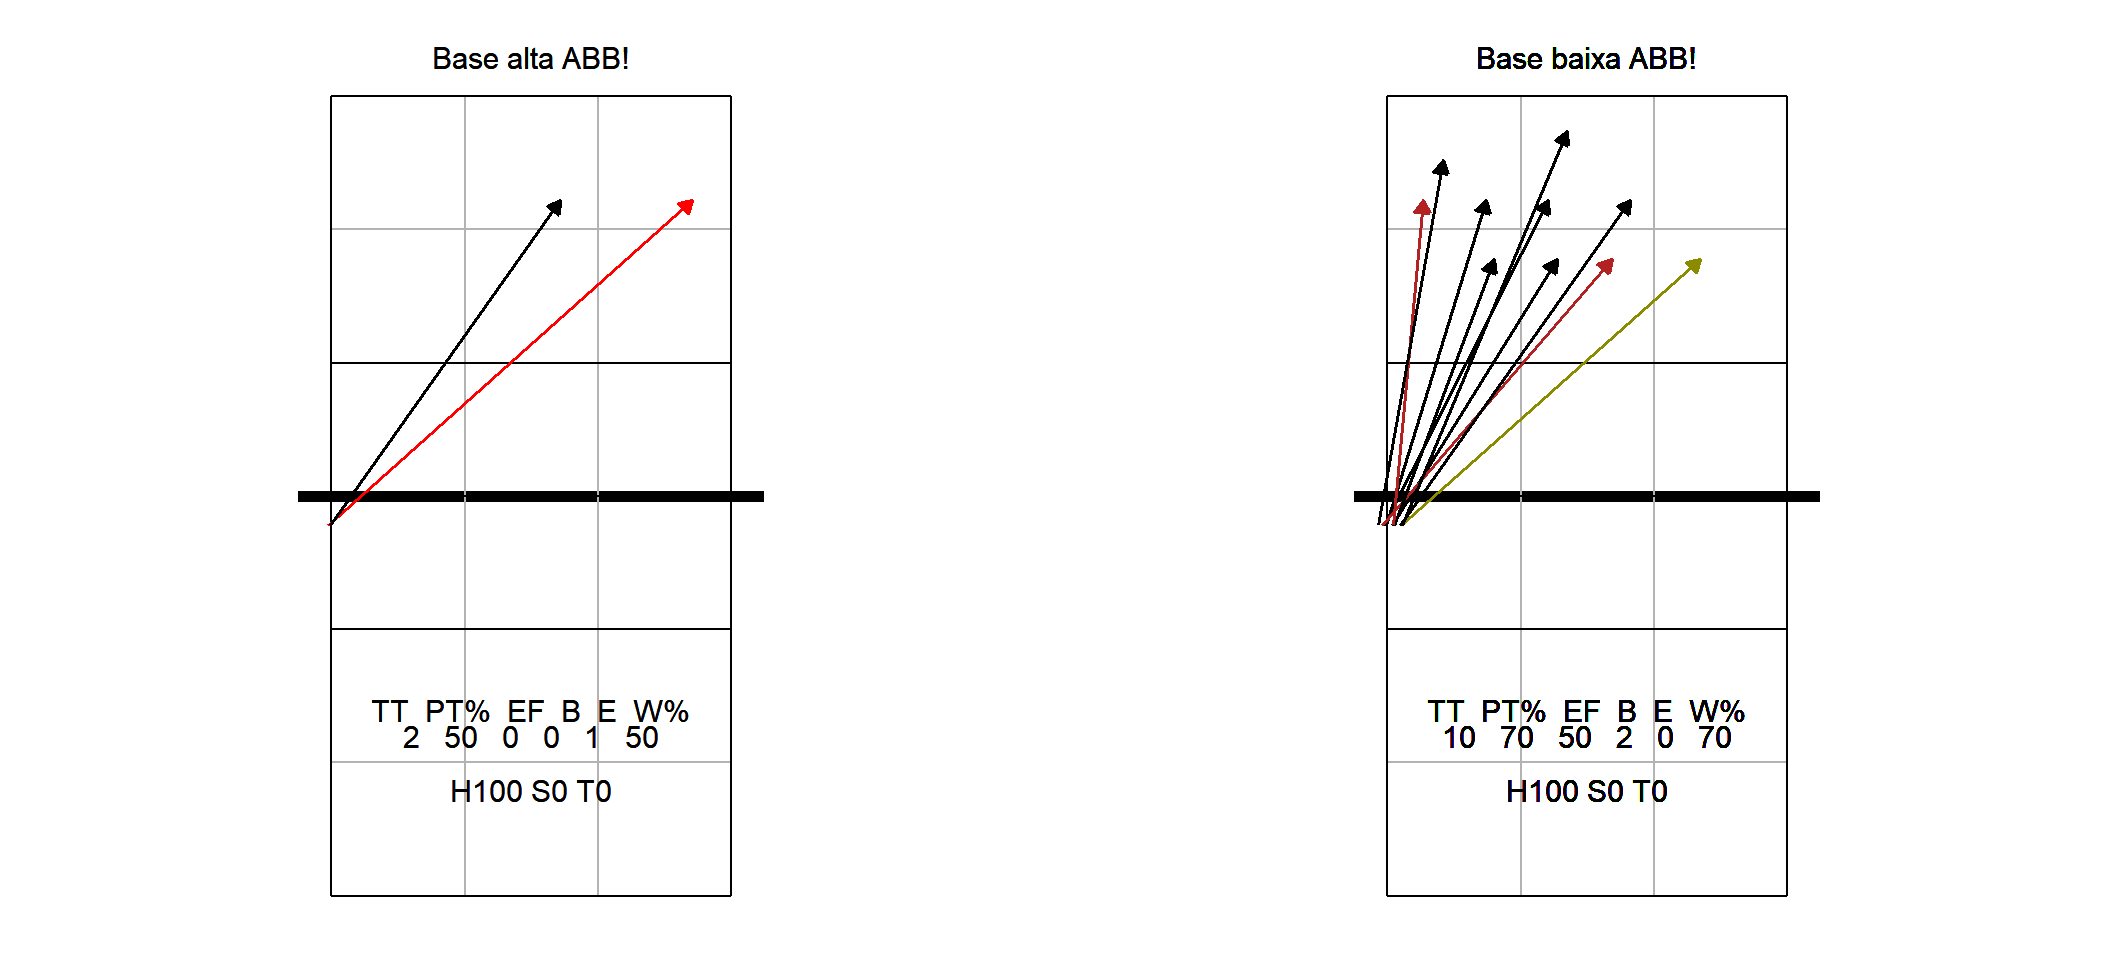 Base alta ABB!
TT PT% EF B E W%
2 50 0 0 1 50
H100 S0 T0
Base baixa ABB!
TT PT% EF B E W%
10 70 50 2 0 70
H100 S0 T0